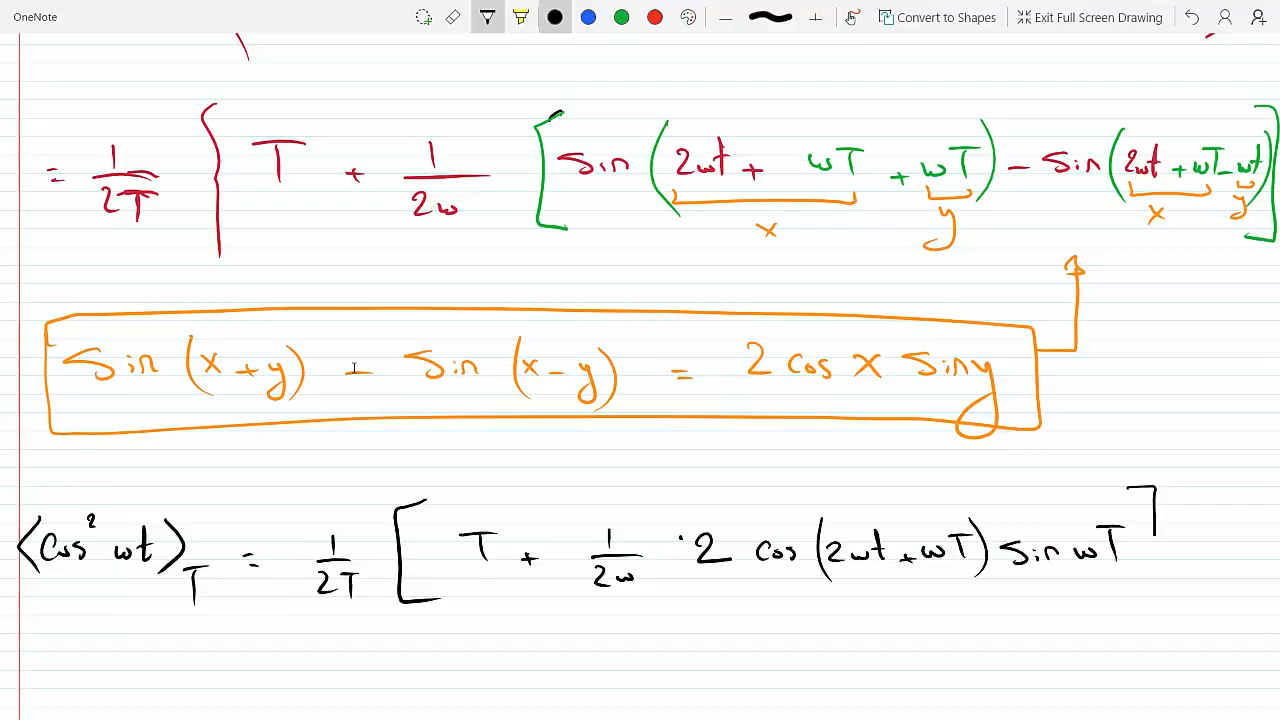 OneNote
Convert to Shapes
Exit Full Screen Drawing
= 1/2T { T + 1/2ω [ sin (2ωt + ωT + ωT) - sin (2ωt + ωT - ωt) ]
x y x y
sin (x + y) - sin (x - y) = 2 cos x sin y
⟨cos² ωt⟩_T = 1/2T [ T + 1/2ω · 2 cos (2ωt + ωT) sin ωT ]